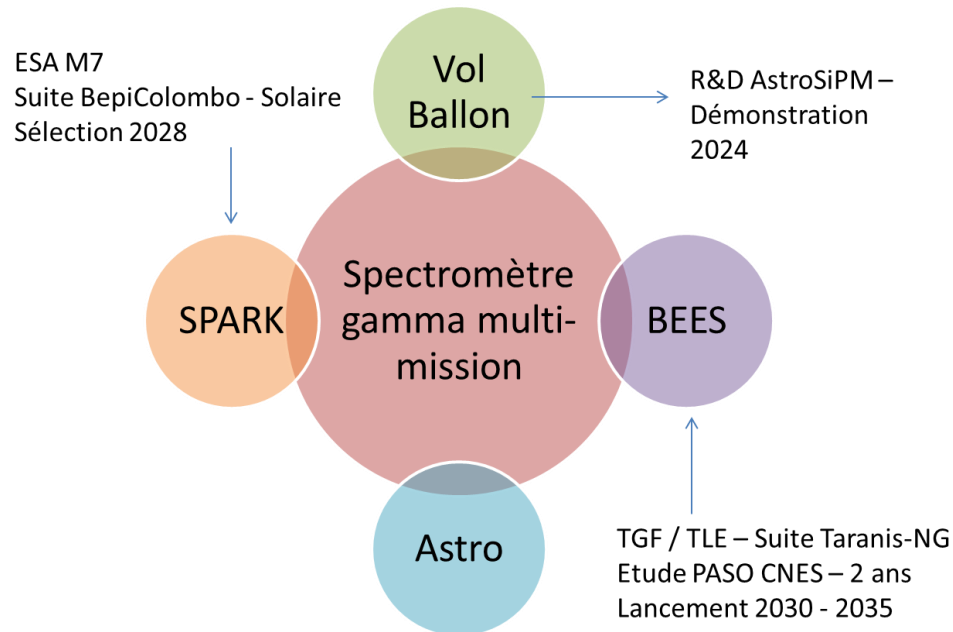 ESA M7
Suite BepiColombo - Solaire
Sélection 2028
Vol
Ballon
R&D AstroSiPM –
Démonstration
2024
SPARK
Spectromètre
gamma multi-
mission
BEES
Astro
TGF / TLE – Suite Taranis-NG
Etude PASO CNES – 2 ans
Lancement 2030 - 2035